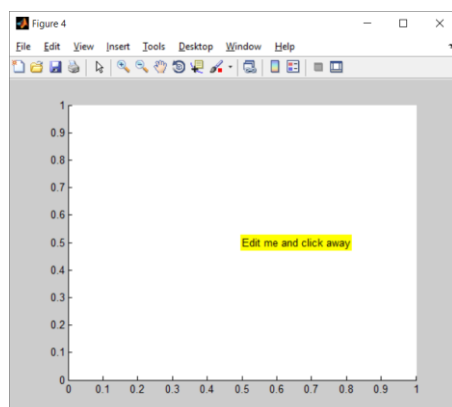 Figure 4
File Edit View Insert Tools Desktop Window Help
1
0.9
0.8
0.7
0.6
0.5
Edit me and click away
0.4
0.3
0.2
0.1
0
0 0.1 0.2 0.3 0.4 0.5 0.6 0.7 0.8 0.9 1